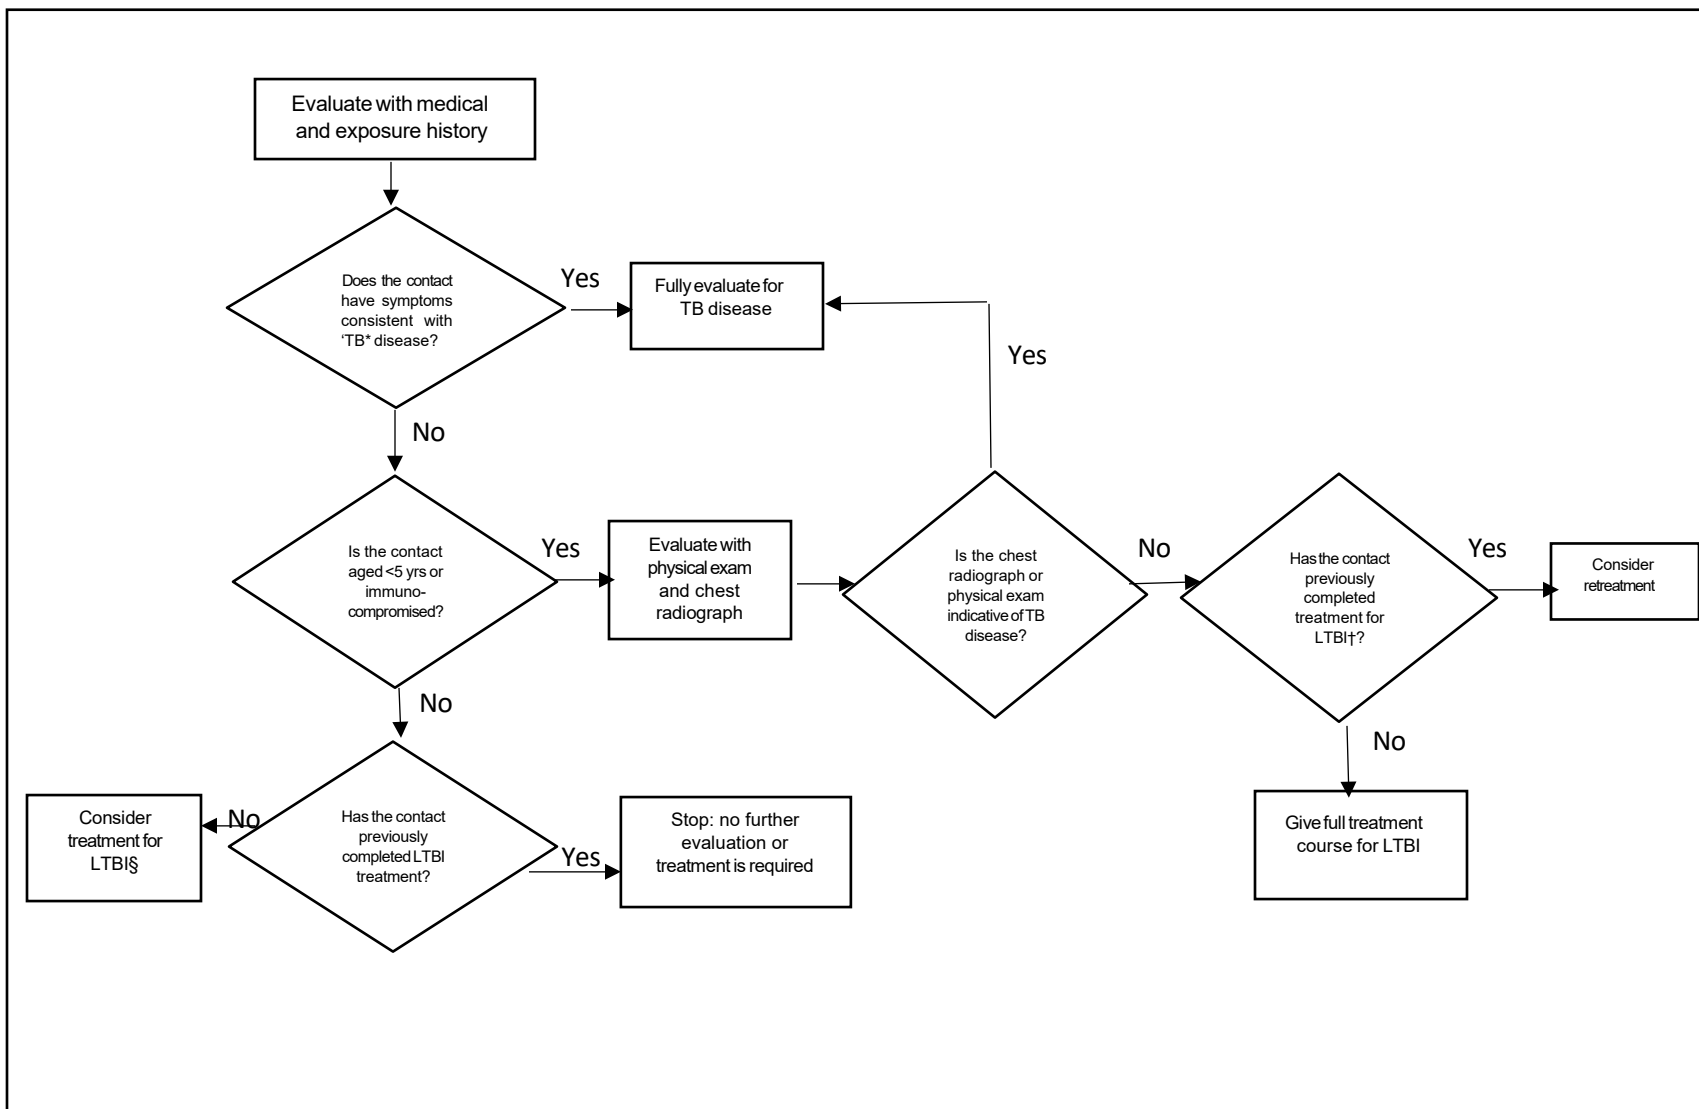 Evaluate with medical
and exposure history
Does the contact
have symptoms
consistent with
‘TB* disease?
Yes
Fully evaluate for
TB disease
Yes
No
Is the contact
aged <5 yrs or
immuno-
compromised?
Yes
Evaluate with
physical exam
and chest
radiograph
Is the chest
radiograph or
physical exam
indicative of TB
disease?
No
Has the contact
previously
completed
treatment for
LTBI†?
Yes
Consider
retreatment
No
No
Give full treatment
course for LTBI
Consider
treatment for
LTBI§
No
Has the contact
previously
completed LTBI
treatment?
Yes
Stop: no further
evaluation or
treatment is required